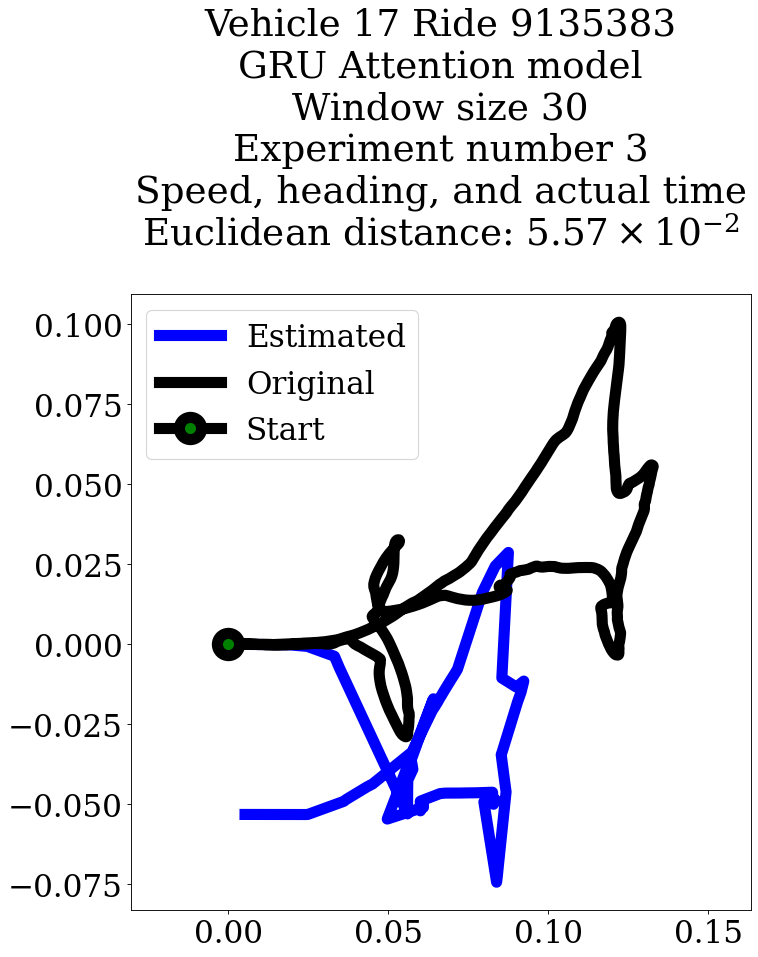 Vehicle 17 Ride 9135383
GRU Attention model
Window size 30
Experiment number 3
Speed, heading, and actual time
Euclidean distance: 5.57 × 10⁻²
Estimated
Original
Start
0.100
0.075
0.050
0.025
0.000
−0.025
−0.050
−0.075
0.00 0.05 0.10 0.15